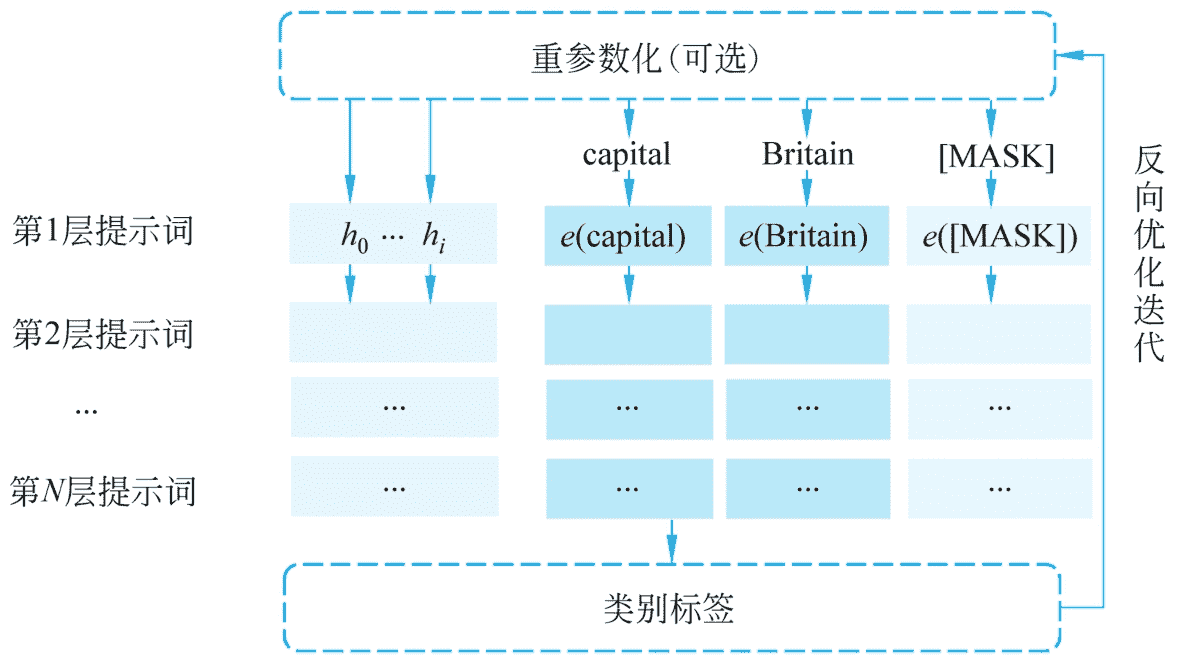 重参数化(可选)
capital Britain [MASK]
第1层提示词 h0 ··· hi e(capital) e(Britain) e([MASK])
第2层提示词
··· ··· ··· ··· ···
第N层提示词 ··· ··· ··· ···
类别标签
反向优化迭代